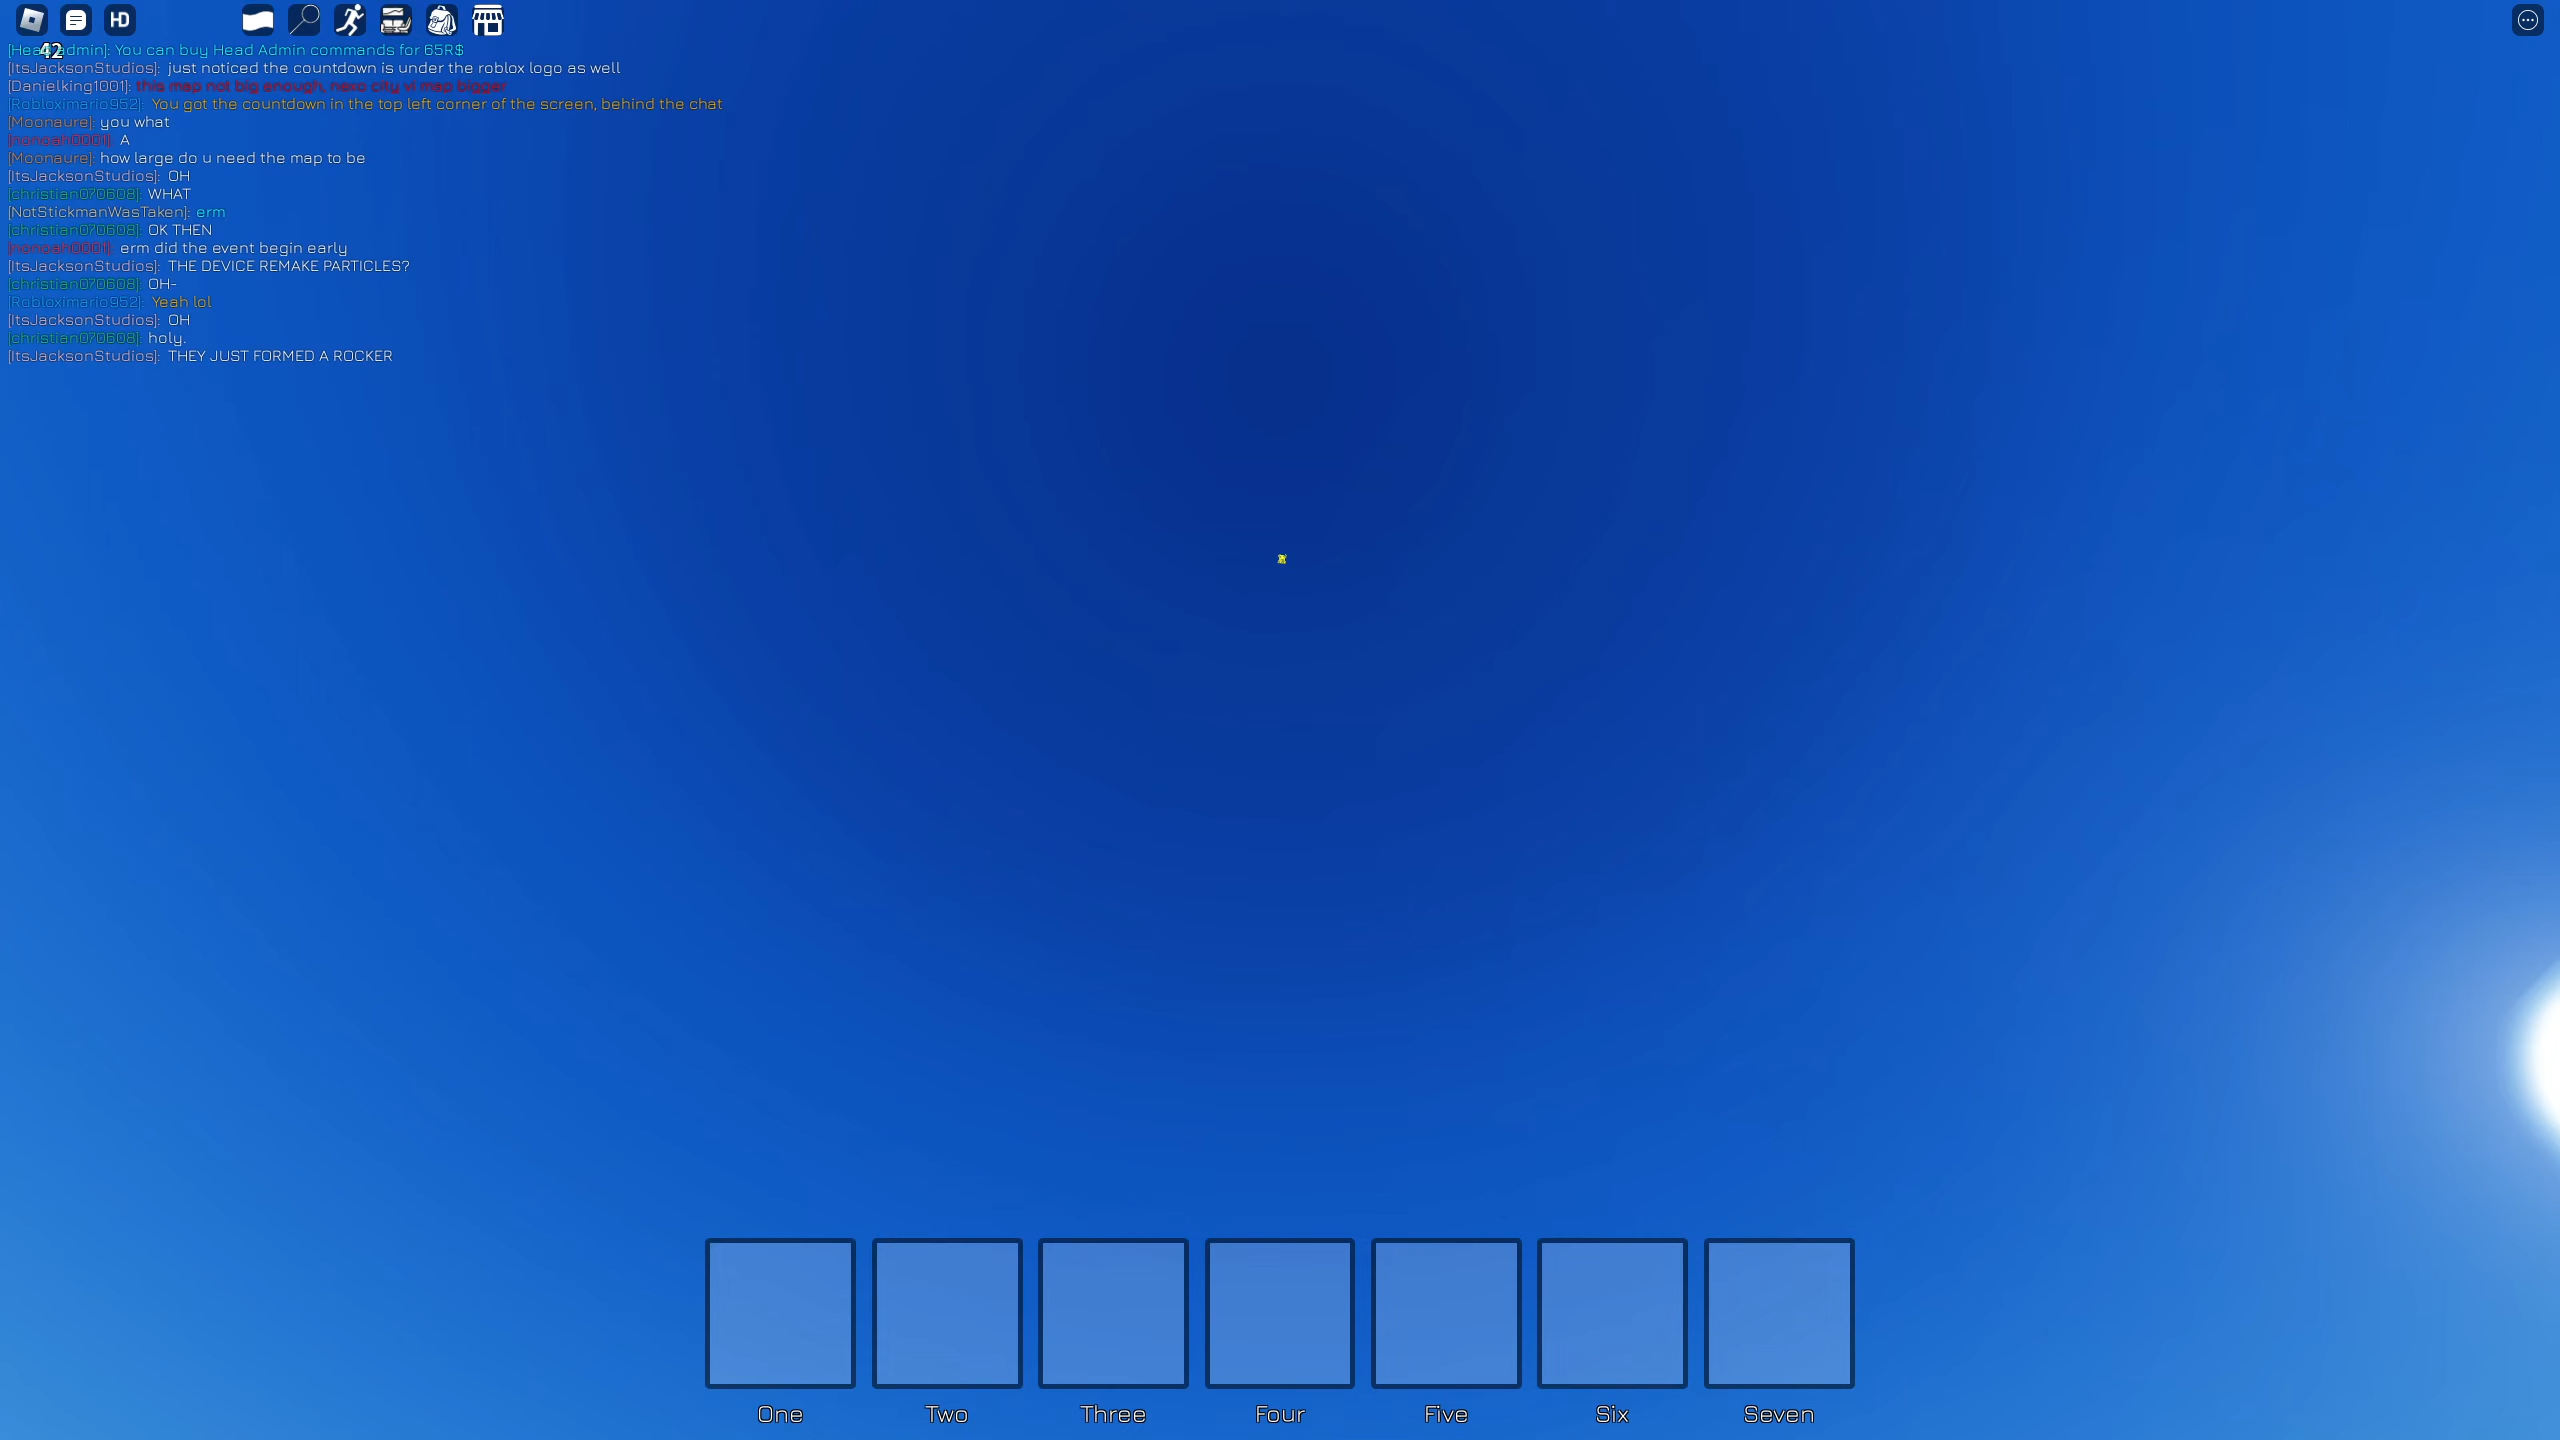 HD
42
[Head admin]: You can buy Head Admin commands for 65R$
[ItsJacksonStudios]: just noticed the countdown is under the roblox logo as well
[Danielking1001]: this map not big enough, nexo city vi map bigger
[Robloximario952]: You got the countdown in the top left corner of the screen, behind the chat
[Moonaure]: you what
[nonoah0001]: A
[Moonaure]: how large do u need the map to be
[ItsJacksonStudios]: OH
[christian070608]: WHAT
[NotStickmanWasTaken]: erm
[christian070608]: OK THEN
[nonoah0001]: erm did the event begin early
[ItsJacksonStudios]: THE DEVICE REMAKE PARTICLES?
[christian070608]: OH-
[Robloximario952]: Yeah lol
[ItsJacksonStudios]: OH
[christian070608]: holy.
[ItsJacksonStudios]: THEY JUST FORMED A ROCKER
One Two Three Four Five Six Seven